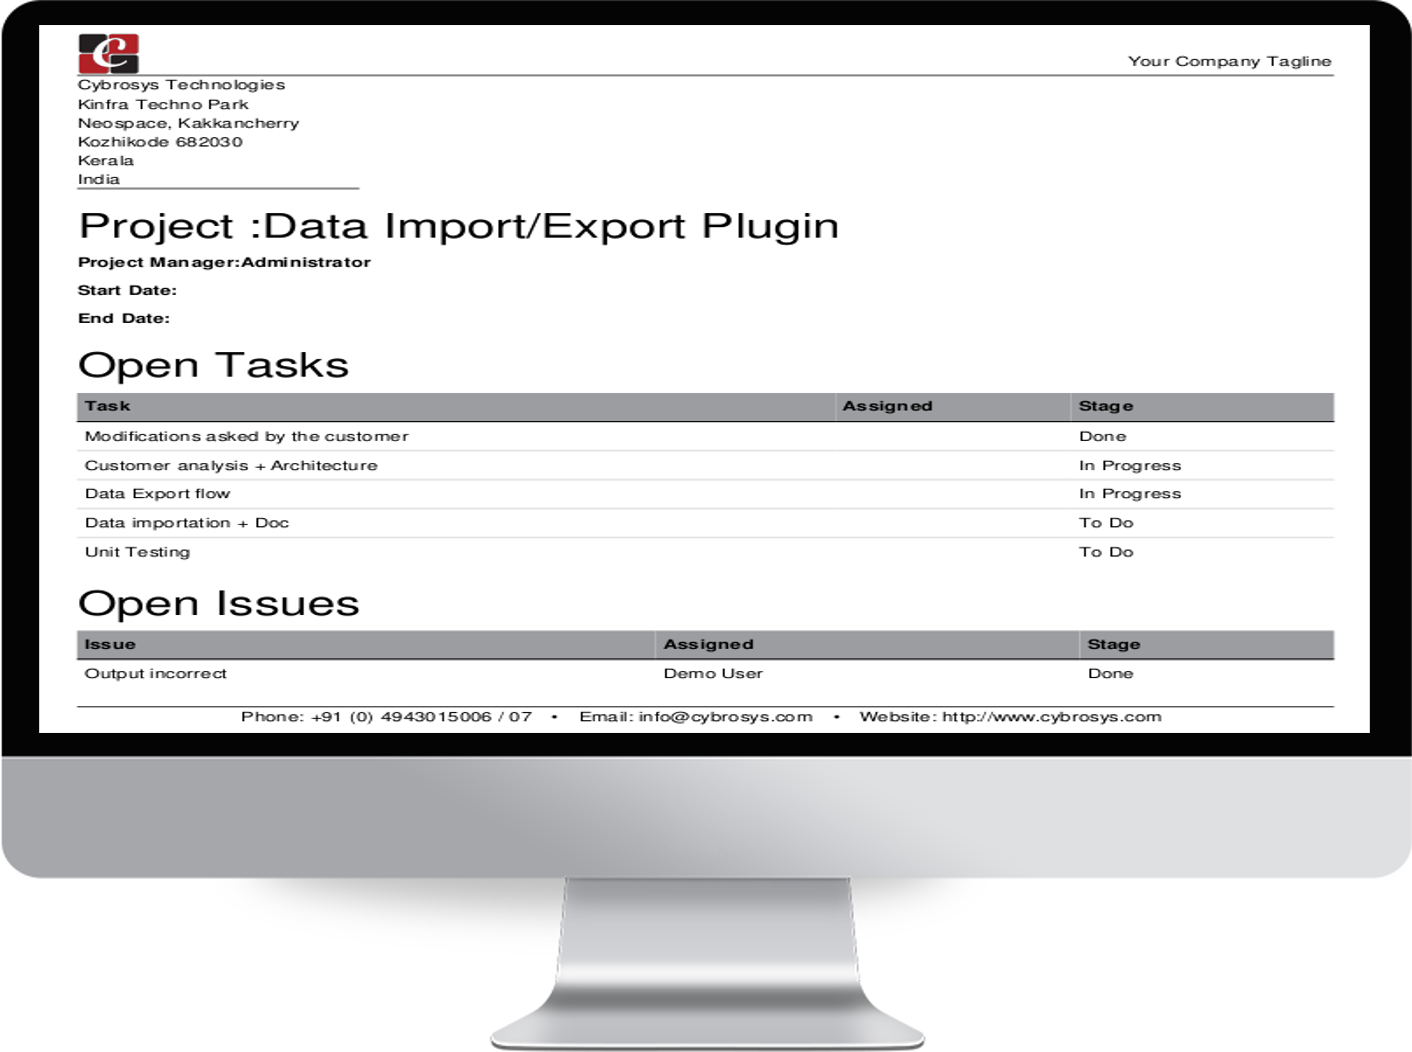 C
Your Company Tagline
Cybrosys Technologies
Kinfra Techno Park
Neospace, Kakkancherry
Kozhikode 682030
Kerala
India
Project :Data Import/Export Plugin
Project Manager:Administrator
Start Date:
End Date:
Open Tasks
Task Assigned Stage
Modifications asked by the customer Done
Customer analysis + Architecture In Progress
Data Export flow In Progress
Data importation + Doc To Do
Unit Testing To Do
Open Issues
Issue Assigned Stage
Output incorrect Demo User Done
Phone: +91 (0) 4943015006 / 07 • Email: info@cybrosys.com • Website: http://www.cybrosys.com